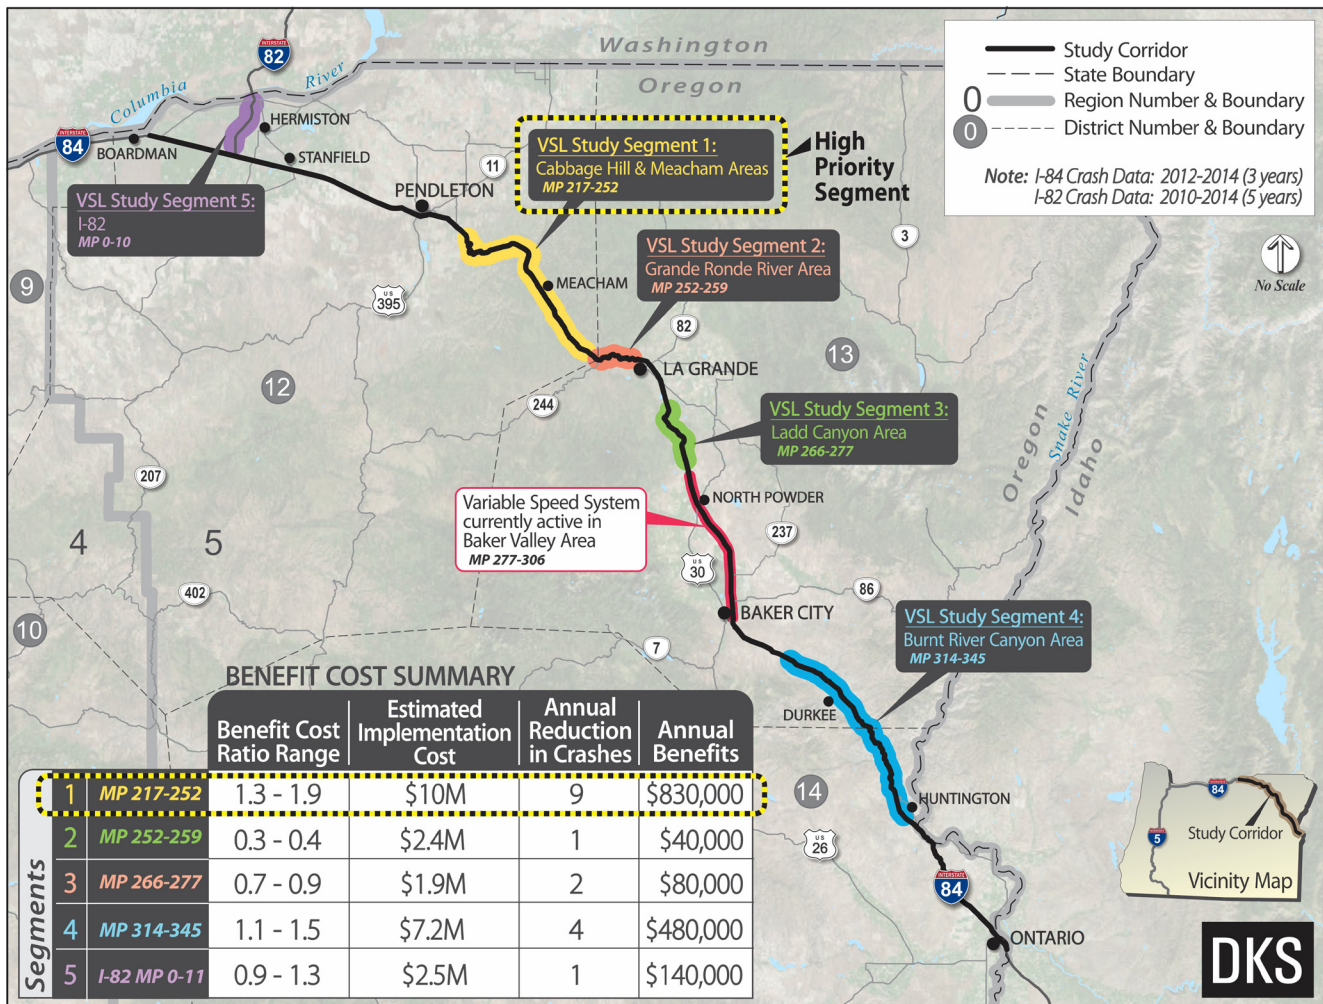 Washington
Oregon
INTERSTATE
82
Columbia
River
INTERSTATE
84
BOARDMAN
HERMISTON
STANFIELD
PENDLETON
11
VSL Study Segment 5:
I-82
MP 0-10
VSL Study Segment 1:
Cabbage Hill & Meacham Areas
MP 217-252
High
Priority
Segment
Study Corridor
State Boundary
0 Region Number & Boundary
0 District Number & Boundary
Note: I-84 Crash Data: 2012-2014 (3 years)
I-82 Crash Data: 2010-2014 (5 years)
No Scale
3
VSL Study Segment 2:
Grande Ronde River Area
MP 252-259
MEACHAM
9
US
395
82
13
LA GRANDE
12
244
VSL Study Segment 3:
Ladd Canyon Area
MP 266-277
Oregon
Snake River
Idaho
207
4
5
Variable Speed System
currently active in
Baker Valley Area
MP 277-306
NORTH POWDER
237
US
30
402
86
10
BAKER CITY
7
VSL Study Segment 4:
Burnt River Canyon Area
MP 314-345
DURKEE
HUNTINGTON
14
US
26
INTERSTATE
84
ONTARIO
BENEFIT COST SUMMARY
Benefit Cost
Ratio Range
Estimated
Implementation
Cost
Annual
Reduction
in Crashes
Annual
Benefits
Segments
1 MP 217-252 1.3 - 1.9 $10M 9 $830,000
2 MP 252-259 0.3 - 0.4 $2.4M 1 $40,000
3 MP 266-277 0.7 - 0.9 $1.9M 2 $80,000
4 MP 314-345 1.1 - 1.5 $7.2M 4 $480,000
5 I-82 MP 0-11 0.9 - 1.3 $2.5M 1 $140,000
84
5
Study Corridor
Vicinity Map
DKS